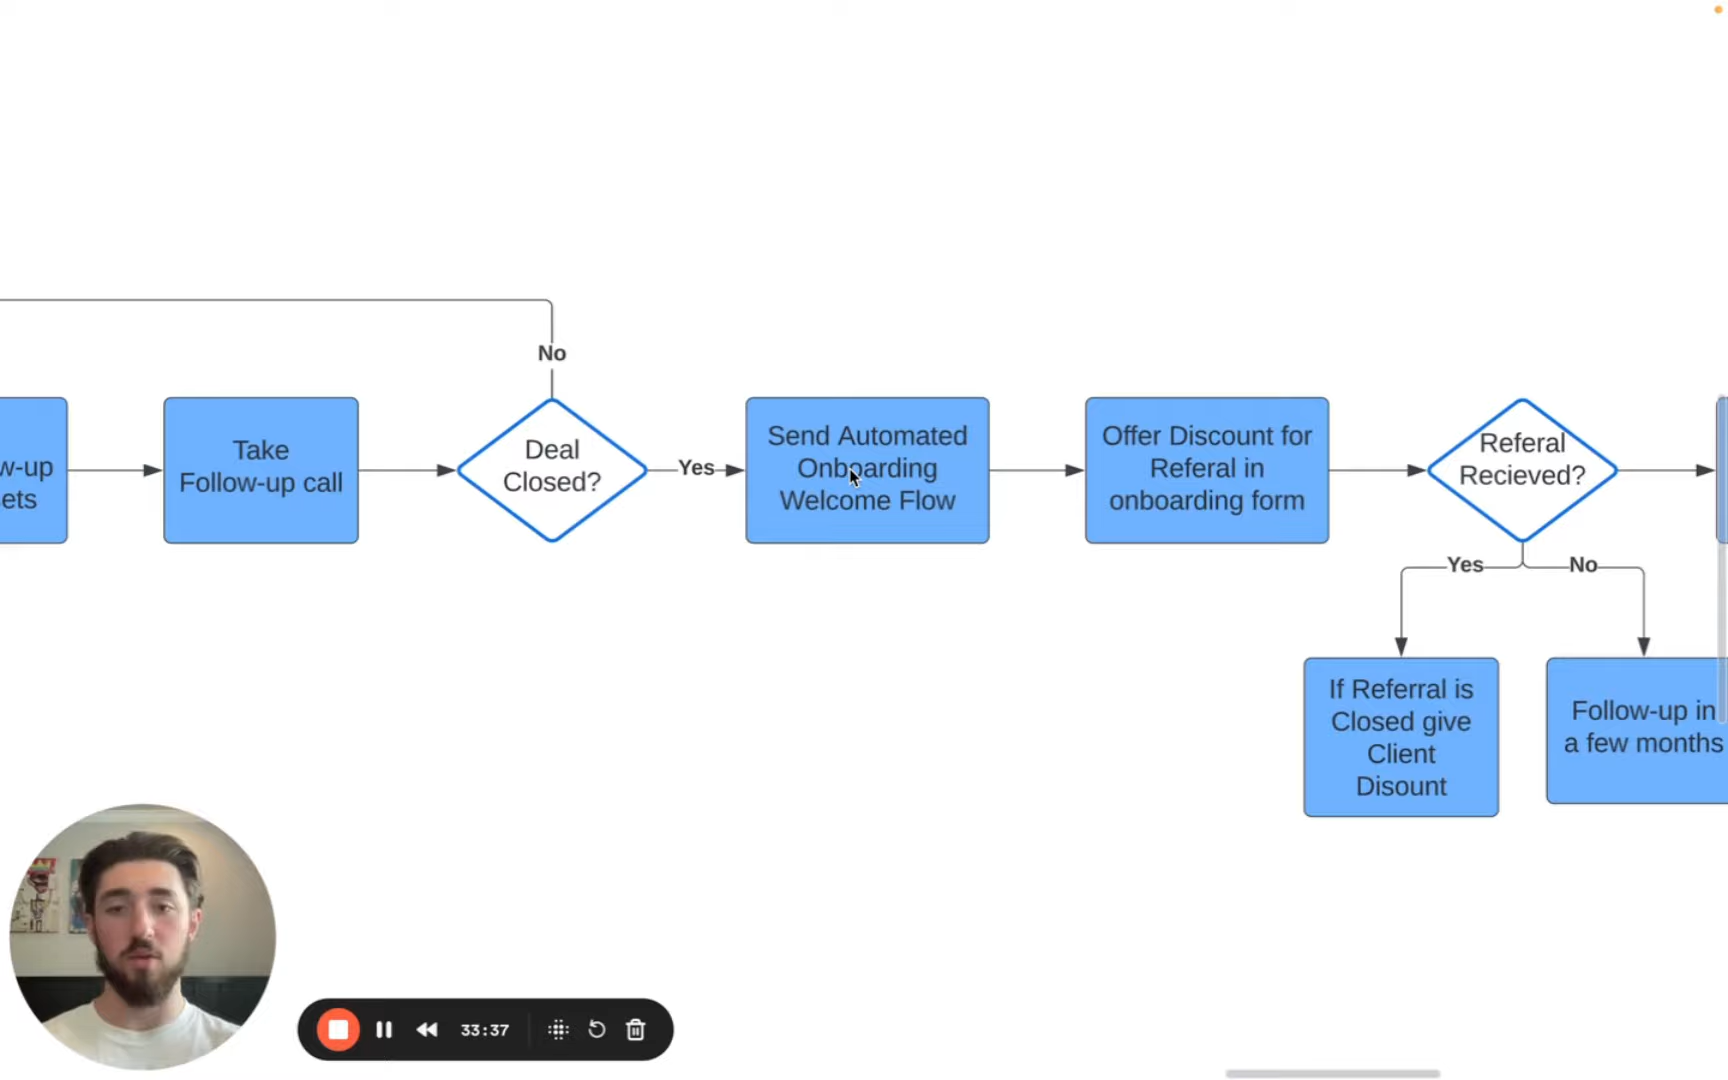 No
w-up
ets
Take
Follow-up call
Deal
Closed?
Yes
Send Automated
Onboarding
Welcome Flow
Offer Discount for
Referal in
onboarding form
Referal
Recieved?
Yes
No
If Referral is
Closed give
Client
Disount
Follow-up in
a few months
33:37